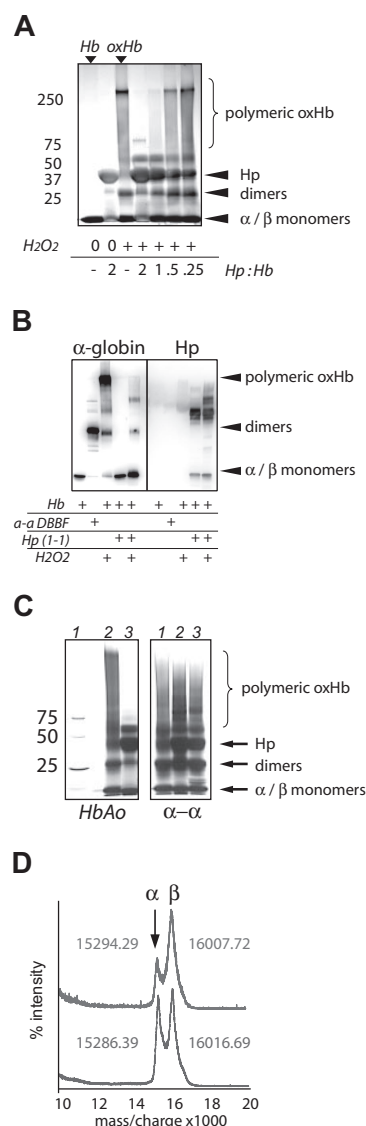 A
Hb oxHb
250
75
50
37
25
polymeric oxHb
Hp
dimers
α / β monomers
H2O2 0 0 + + + + +
- 2 - 2 1 .5 .25 Hp : Hb
B
α-globin Hp
polymeric oxHb
dimers
α / β monomers
Hb + + + + + + + +
a-a DBBF + +
Hp (1-1) + + + +
H2O2 + + + +
C
1 2 3 1 2 3
75
50
25
polymeric oxHb
Hp
dimers
α / β monomers
HbAo α–α
D
α β
15294.29 16007.72
15286.39 16016.69
% intensity
10 12 14 16 18 20
mass/charge x1000